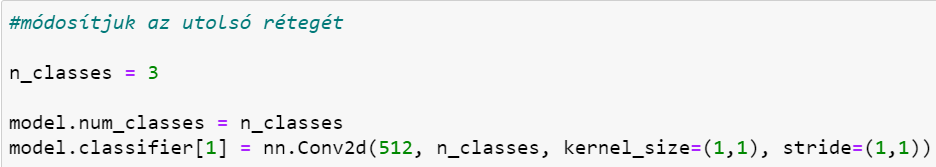 #módosítjuk az utolsó rétegét
n_classes = 3
model.num_classes = n_classes
model.classifier[1] = nn.Conv2d(512, n_classes, kernel_size=(1,1), stride=(1,1))